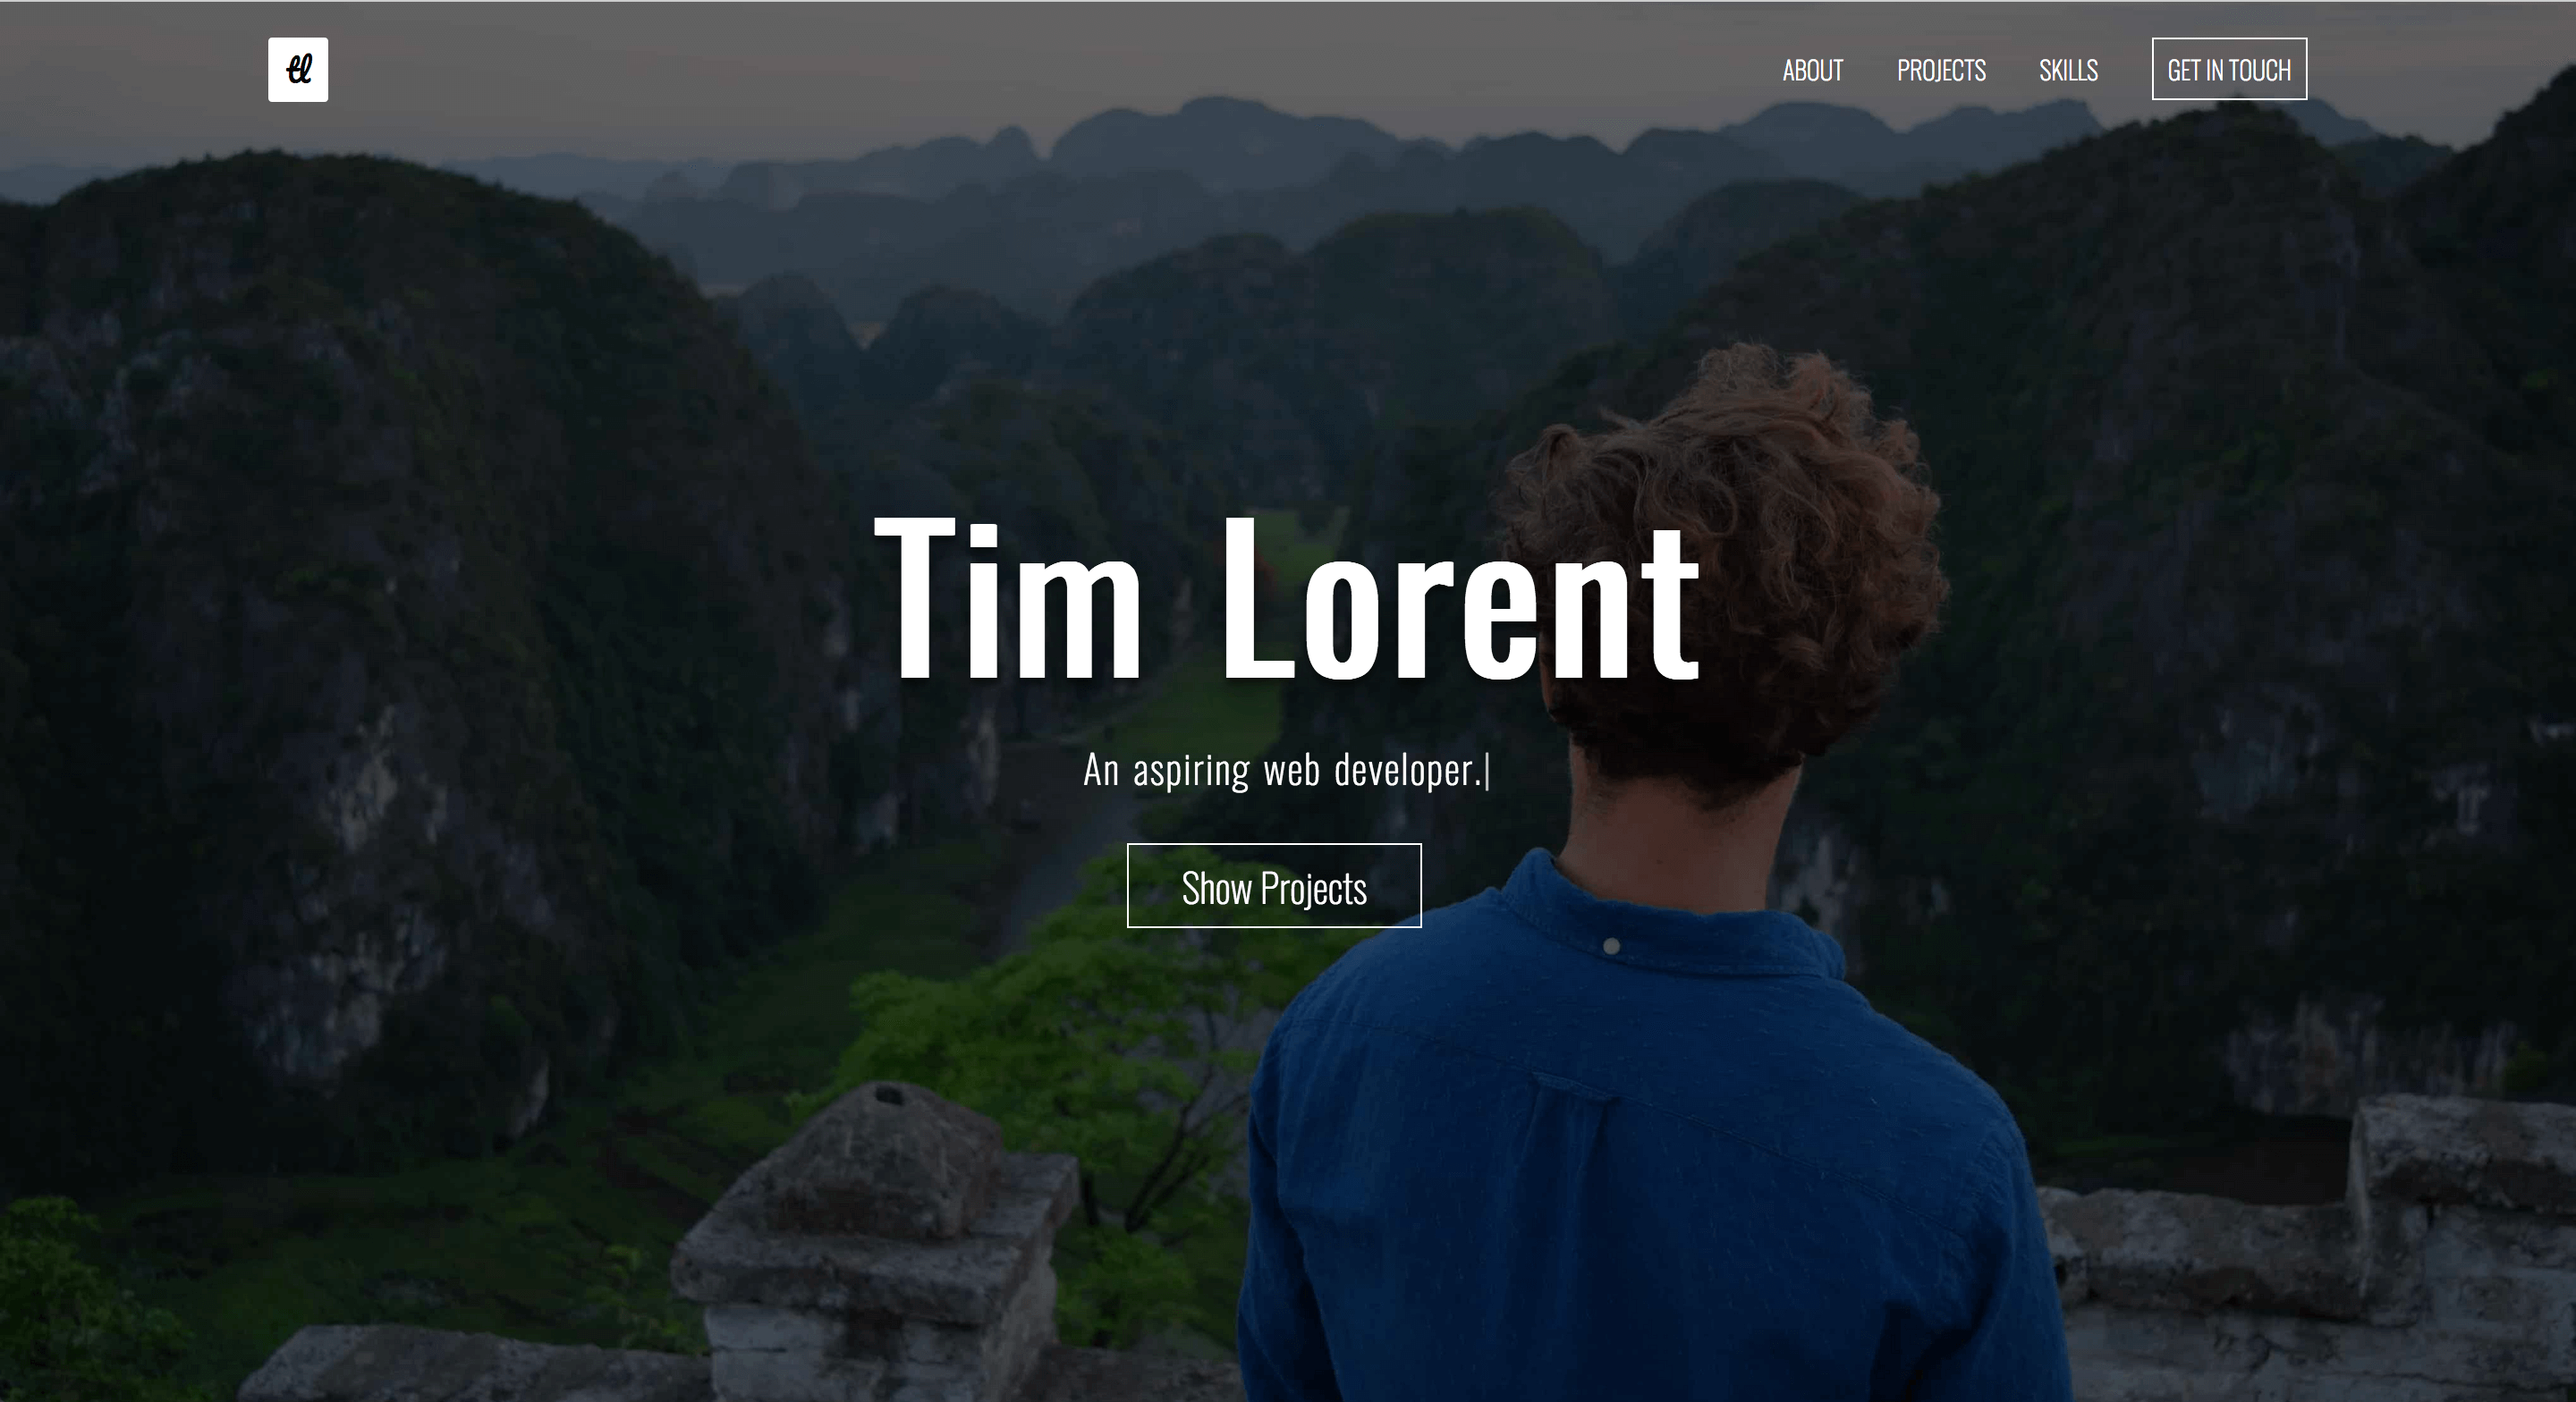 tl
ABOUT PROJECTS SKILLS GET IN TOUCH
Tim Lorent
An aspiring web developer.|
Show Projects